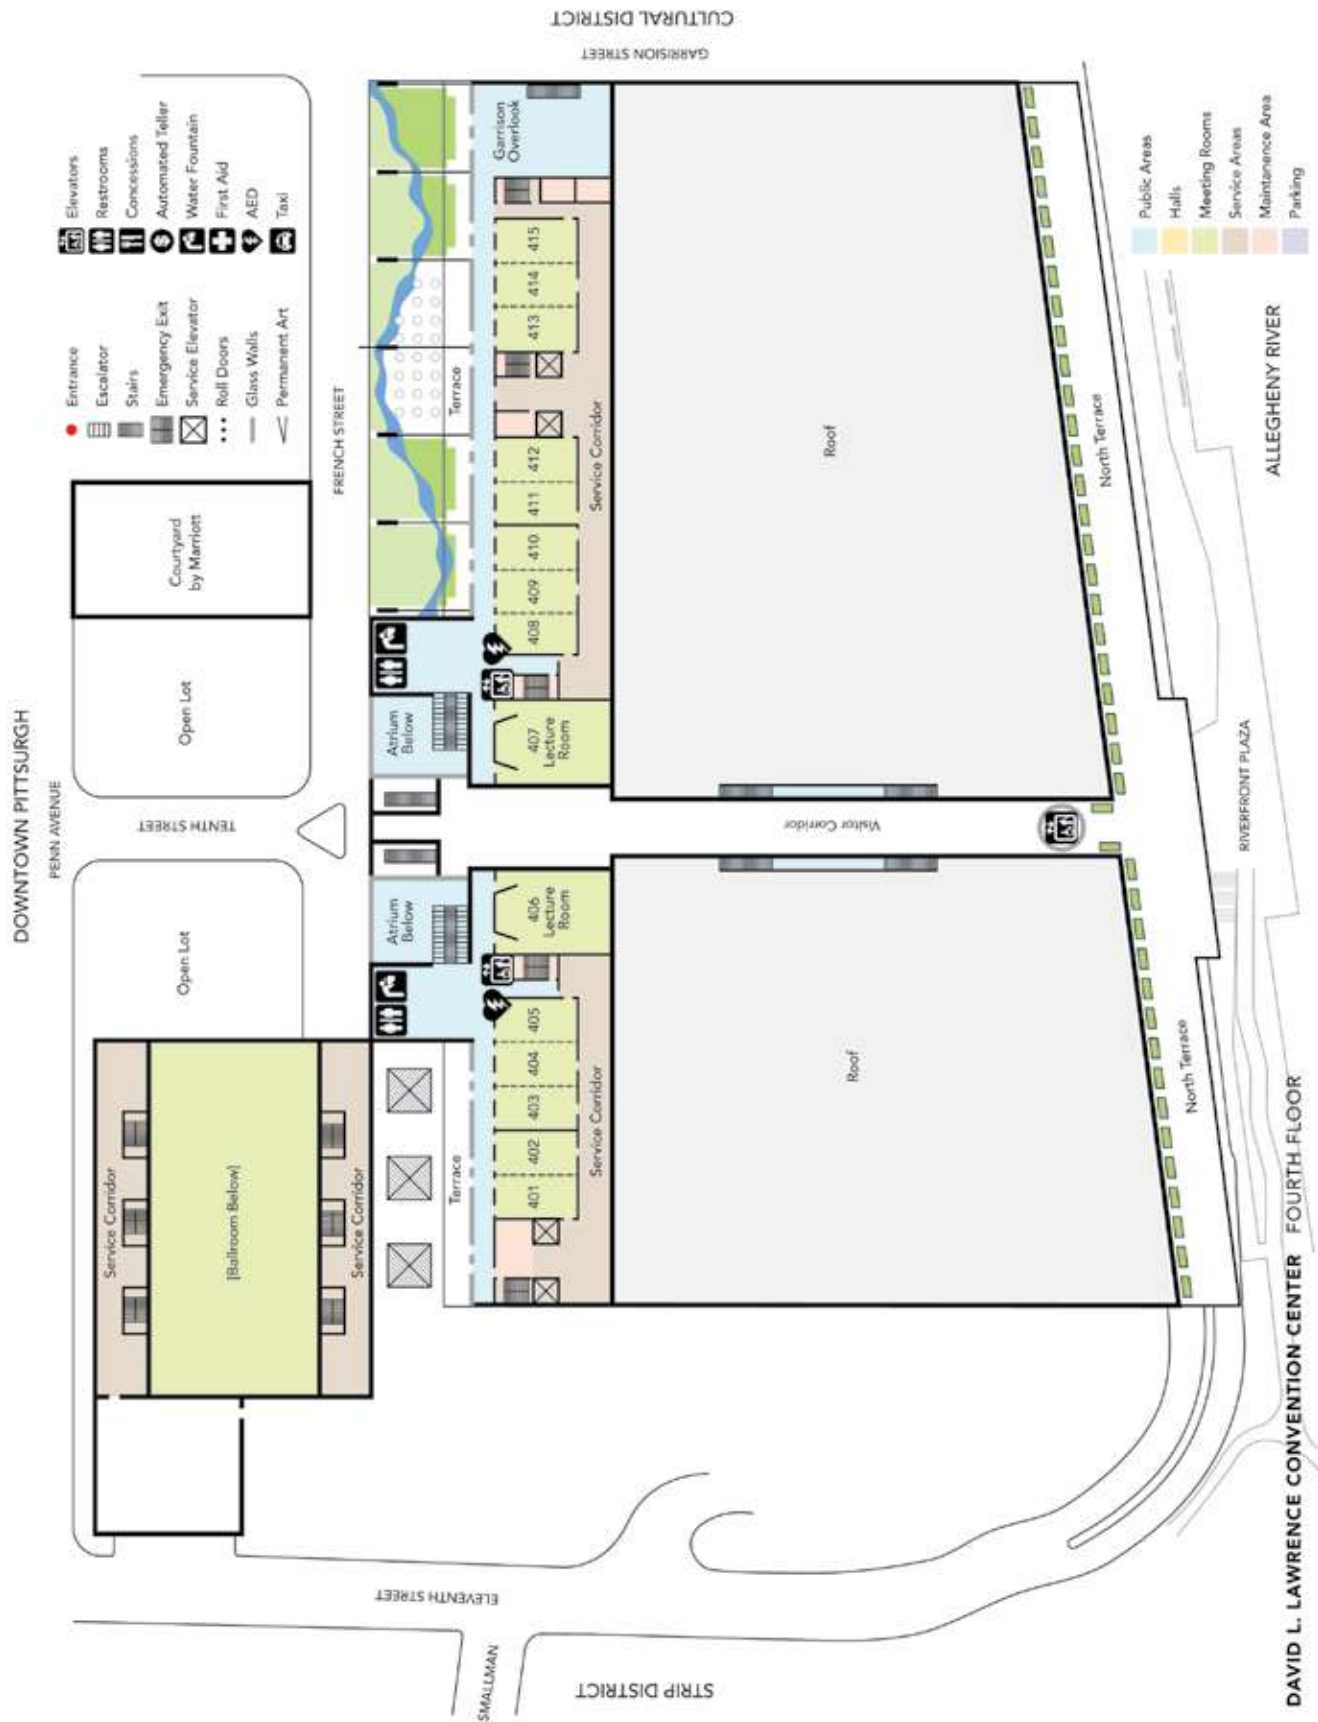 DOWNTOWN PITTSURGH
PENN AVENUE
TENTH STREET
FRENCH STREET
GARRISION STREET
CULTURAL DISTRICT
ELEVENTH STREET
SMALLMAN
STRIP DISTRICT
Open Lot
Open Lot
Courtyard
by Marriott
Entrance
Escalator
Stairs
Emergency Exit
Service Elevator
Roll Doors
Glass Walls
Permanent Art
Elevators
Restrooms
Concessions
Automated Teller
Water Fountain
First Aid
AED
Taxi
Service Corridor
[Ballroom Below]
Service Corridor
Terrace
Atrium
Below
Atrium
Below
Terrace
Garrison
Overlook
401
402
403
404
405
406
Lecture
Room
407
Lecture
Room
408
409
410
411
412
413
414
415
Service Corridor
Service Corridor
Roof
Visitor Corridor
Roof
North Terrace
North Terrace
RIVERFRONT PLAZA
ALLEGHENY RIVER
Public Areas
Halls
Meeting Rooms
Service Areas
Maintanence Area
Parking
DAVID L. LAWRENCE CONVENTION CENTER FOURTH FLOOR